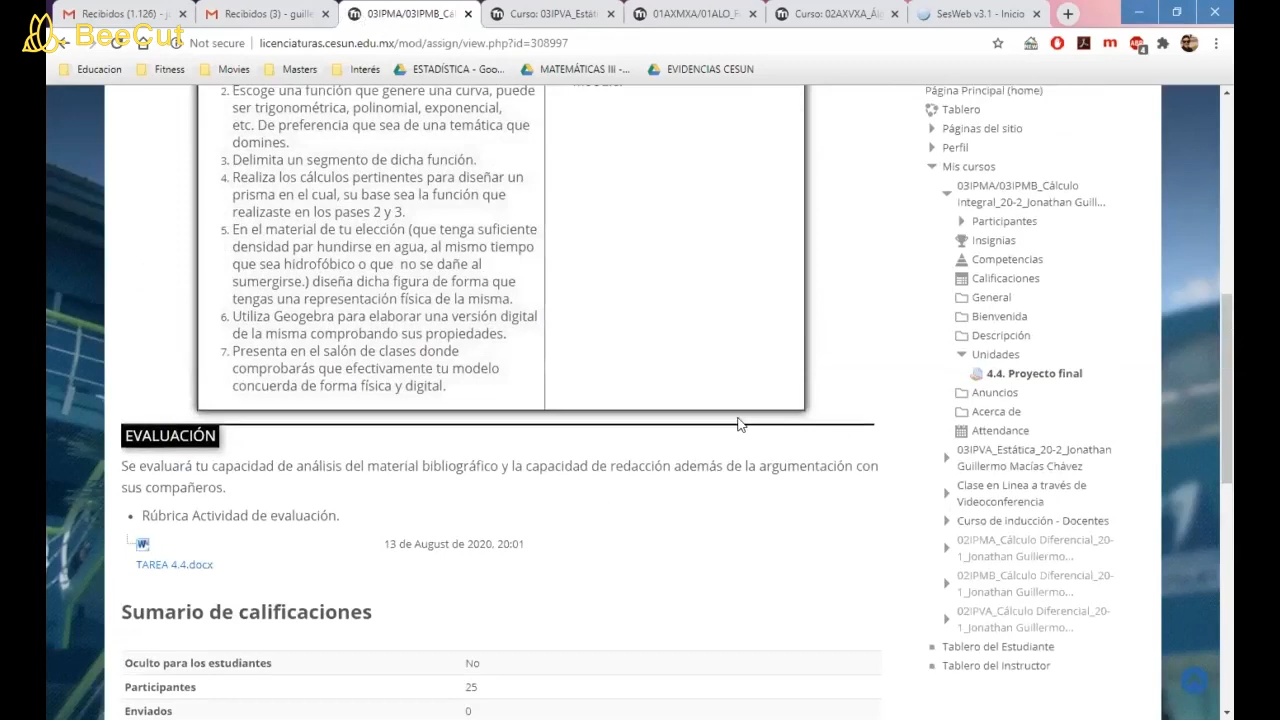 Recibidos (1.126) - j
Recibidos (3) - guille
03IPMA/03IPMB_Cál
Curso: 03IPVA_Estáti
01AXMXA/01ALO_F
Curso: 02AXVXA_Ál
SesWeb v3.1 - Inicio
BeeCut
Not secure
licenciaturas.cesun.edu.mx/mod/assign/view.php?id=308997
Educacion
Fitness
Movies
Masters
Interés
ESTADÍSTICA - Goo...
MATEMÁTICAS III -...
EVIDENCIES CESUN
2. Escoge una función que genere una curva, puede
ser trigonométrica, polinomial, exponencial,
etc. De preferencia que sea de una temática que
domines.
3. Delimita un segmento de dicha función.
4. Realiza los cálculos pertinentes para diseñar un
prisma en el cual, su base sea la función que
realizaste en los pases 2 y 3.
5. En el material de tu elección (que tenga suficiente
densidad par hundirse en agua, al mismo tiempo
que sea hidrofóbico o que no se dañe al
sumergirse) diseña dicha figura de forma que
tengas una representación física de la misma.
6. Utiliza Geogebra para elaborar una versión digital
de la misma comprobando sus propiedades.
7. Presenta en el salón de clases donde
comprobarás que efectivamente tu modelo
concuerda de forma física y digital.
EVALUACIÓN
Se evaluará tu capacidad de análisis del material bibliográfico y la capacidad de redacción además de la argumentación con
sus compañeros.
• Rúbrica Actividad de evaluación.
13 de August de 2020, 20:01
TAREA 4.4.docx
Sumario de calificaciones
Oculto para los estudiantes No
Participantes 25
Enviados 0
Página Principal (home)
Tablero
Páginas del sitio
Perfil
Mis cursos
03IPMA/03IPMB_Cálculo
Integral_20-2_Jonathan Guill...
Participantes
Insignias
Competencias
Calificaciones
General
Bienvenida
Descripción
Unidades
4.4. Proyecto final
Anuncios
Acerca de
Attendance
03IPVA_Estática_20-2_Jonathan
Guillermo Macías Chávez
Clase en Linea a través de
Videoconferencia
Curso de inducción - Docentes
02IPMA_Cálculo Diferencial_20-
1_Jonathan Guillermo...
02IPMB_Cálculo Diferencial_20-
1_Jonathan Guillermo...
02IPVA_Cálculo Diferencial_20-
1_Jonathan Guillermo...
Tablero del Estudiante
Tablero del Instructor